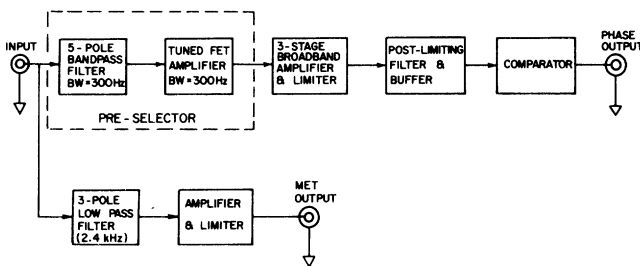 INPUT
5-POLE
BANDPASS
FILTER
BW=300Hz
TUNED FET
AMPLIFIER
BW=300Hz
PRE-SELECTOR
3-STAGE
BROADBAND
AMPLIFIER
& LIMITER
POST-LIMITING
FILTER &
BUFFER
COMPARATOR
PHASE
OUTPUT
3-POLE
LOW PASS
FILTER
(2.4 kHz)
AMPLIFIER
& LIMITER
MET
OUTPUT